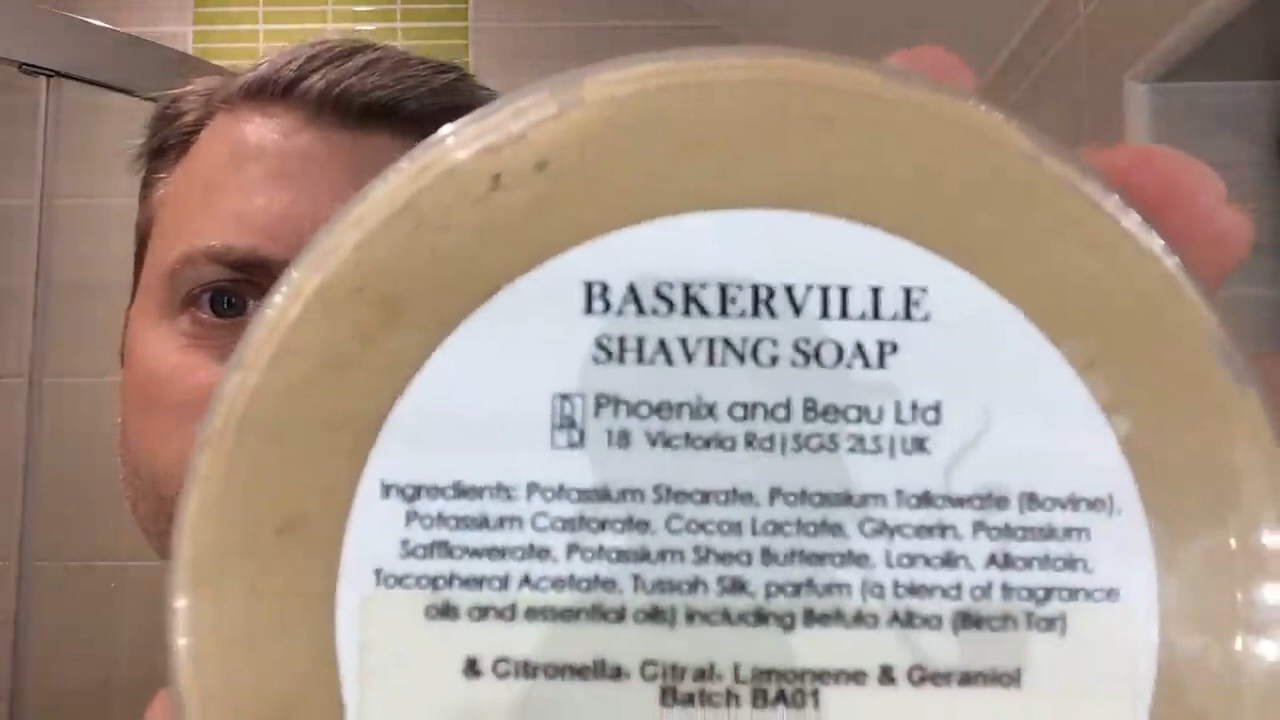 BASKERVILLE
SHAVING SOAP
Phoenix and Beau Ltd
18 Victoria Rd | SG5 2LS | UK
Ingredients: Potassium Stearate, Potassium Tallowate (Bovine),
Potassium Castorate, Cocos Lactate, Glycerin, Potassium
Safflowerate, Potassium Shea Butterate, Lanolin, Allantoin,
Tocopheral Acetate, Tussah Silk, parfum (a blend of fragrance
oils and essential oils) including Betula Alba (Birch Tar)
& Citronella, Citral, Limonene & Geraniol
Batch BA01